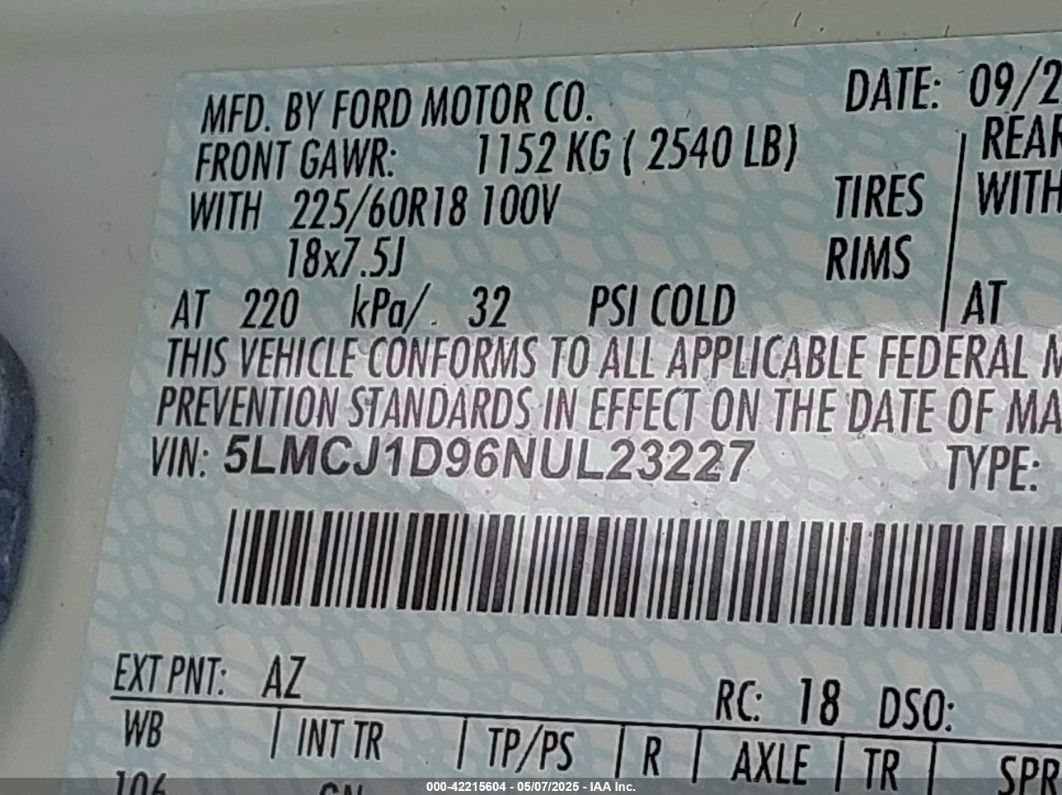 MFD. BY FORD MOTOR CO. DATE: 09/2
FRONT GAWR: 1152 KG ( 2540 LB) REAR
WITH 225/60R18 100V TIRES WITH
18x7.5J RIMS
AT 220 kPa/ 32 PSI COLD AT
THIS VEHICLE CONFORMS TO ALL APPLICABLE FEDERAL M
PREVENTION STANDARDS IN EFFECT ON THE DATE OF MA
VIN: 5LMCJ1D96NUL23227 TYPE:
EXT PNT: AZ RC: 18 DSO:
WB INT TR TP/PS R AXLE TR SPR
106
000-42215604 - 05/07/2025 - IAA Inc.